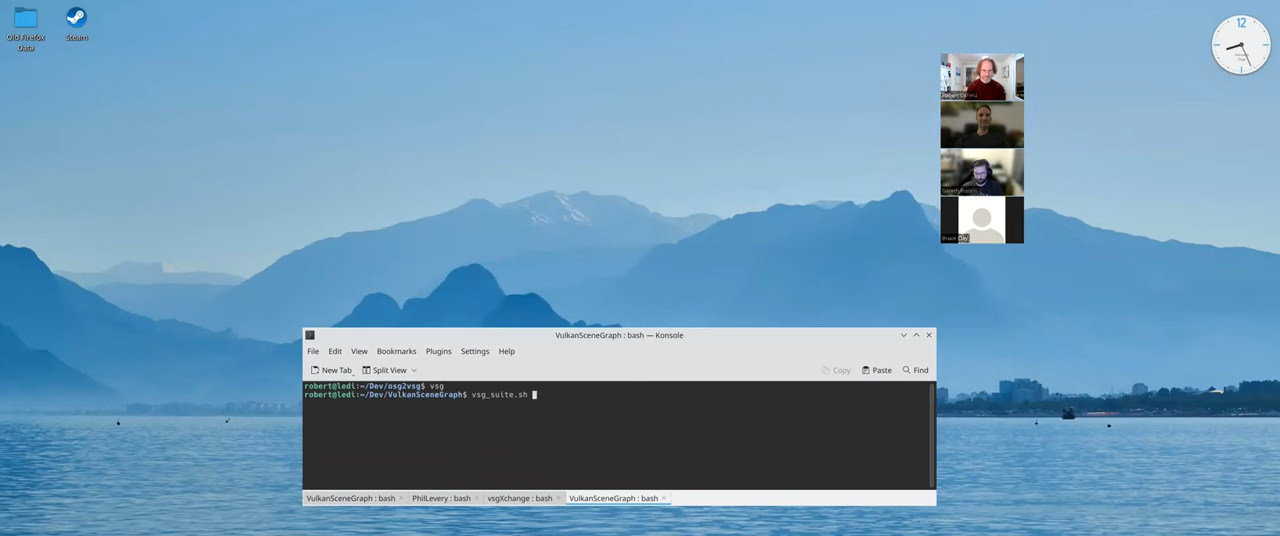 Old Firefox
Data
Steam
12
Bruce Clay
VulkanSceneGraph : bash — Konsole
File Edit View Bookmarks Plugins Settings Help
New Tab Split View Copy Paste Find
robert@ledi:~/Dev/osg2vsg$ vsg
robert@ledi:~/Dev/VulkanSceneGraph$ vsg_suite.sh
VulkanSceneGraph : bash PhilLevery : bash vsgXchange : bash VulkanSceneGraph : bash